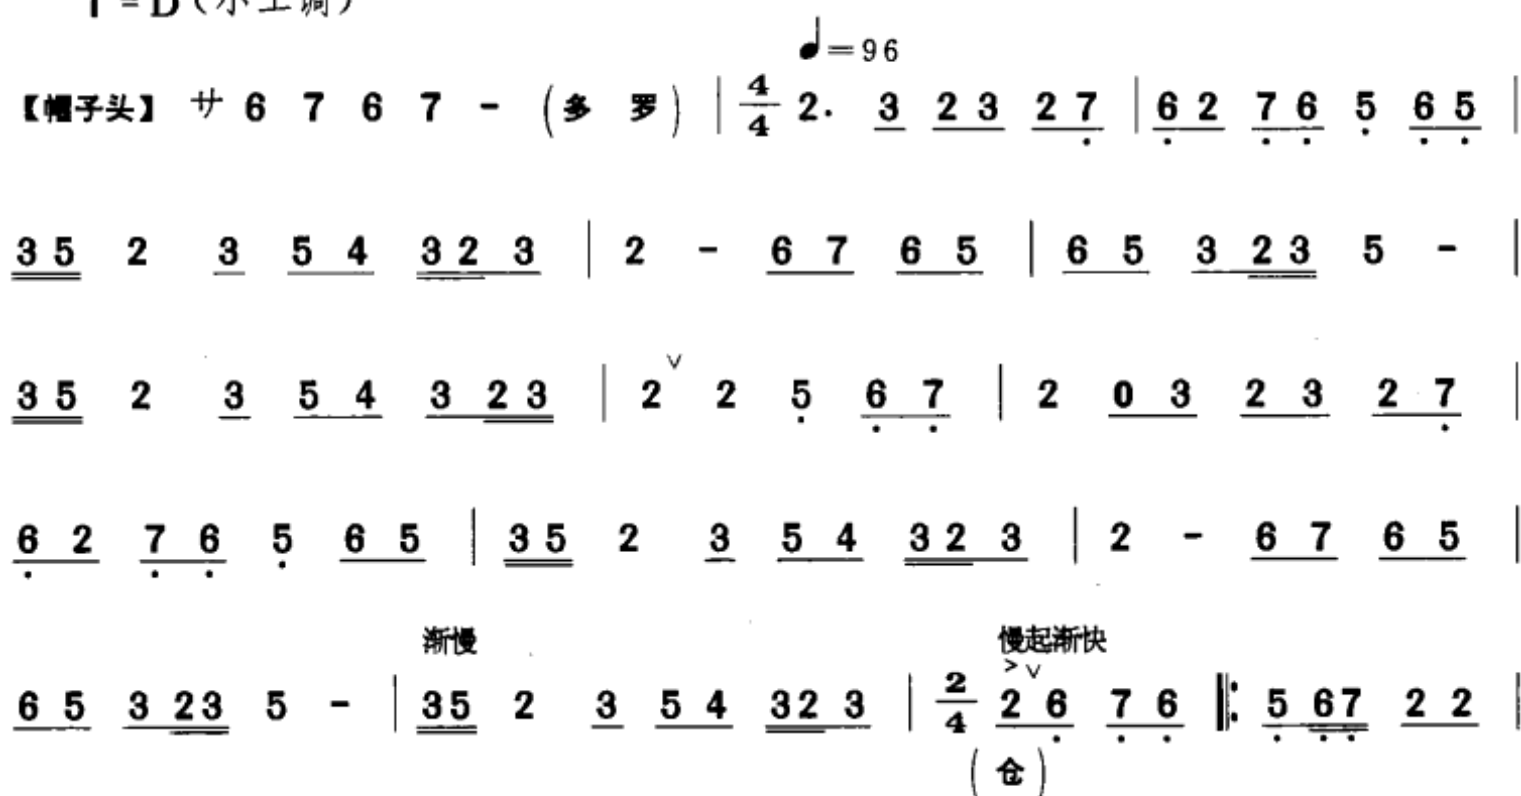 1 = D（小工调）
♩=96
【帽子头】 サ 6 7 6 7 - (多 罗) | 4/4 2. 3 2 3 2 7 | 6 2 7 6 5 6 5 |
3 5 2 3 5 4 3 2 3 | 2 - 6 7 6 5 | 6 5 3 2 3 5 - |
3 5 2 3 5 4 3 2 3 | 2 ∨ 2 5 6 7 | 2 0 3 2 3 2 7 |
6 2 7 6 5 6 5 | 3 5 2 3 5 4 3 2 3 | 2 - 6 7 6 5 |
渐慢 慢起渐快
> ∨
6 5 3 2 3 5 - | 3 5 2 3 5 4 3 2 3 | 2/4 2 6 7 6 ‖: 5 6 7 2 2 |
(仓)